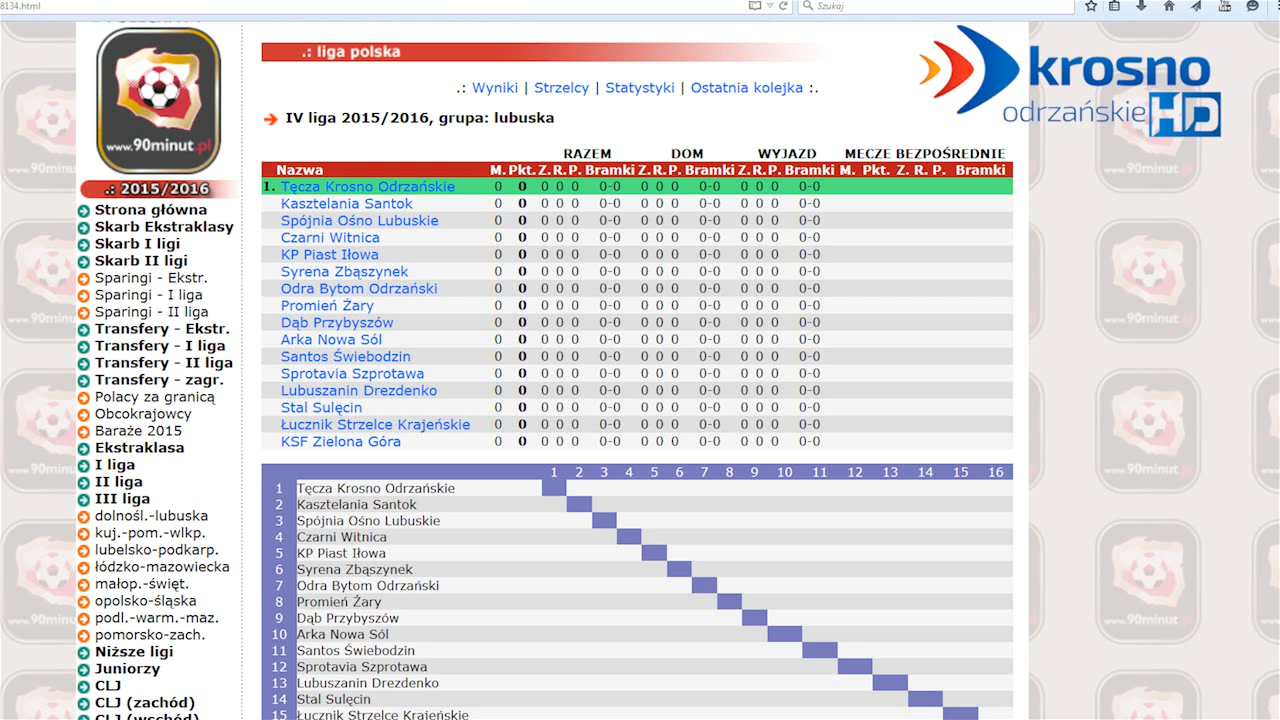 8134.html
Szukaj
www.90minut.pl
.: 2015/2016
Strona główna
Skarb Ekstraklasy
Skarb I ligi
Skarb II ligi
Sparingi - Ekstr.
Sparingi - I liga
Sparingi - II liga
Transfery - Ekstr.
Transfery - I liga
Transfery - II liga
Transfery - zagr.
Polacy za granicą
Obcokrajowcy
Baraże 2015
Ekstraklasa
I liga
II liga
III liga
dolnośl.-lubuska
kuj.-pom.-wlkp.
lubelsko-podkarp.
łódzko-mazowiecka
małop.-święt.
opolsko-śląska
podl.-warm.-maz.
pomorsko-zach.
Niższe ligi
Juniorzy
CLJ
CLJ (zachód)
CLJ (wschód)
.: liga polska
.: Wyniki | Strzelcy | Statystyki | Ostatnia kolejka :.
IV liga 2015/2016, grupa: lubuska
RAZEM DOM WYJAZD MECZE BEZPOŚREDNIE
Nazwa M. Pkt. Z. R. P. Bramki Z. R. P. Bramki Z. R. P. Bramki M. Pkt. Z. R. P. Bramki
1. Tęcza Krosno Odrzańskie 0 0 0 0 0 0-0 0 0 0 0-0 0 0 0 0-0
Kasztelania Santok 0 0 0 0 0 0-0 0 0 0 0-0 0 0 0 0-0
Spójnia Ośno Lubuskie 0 0 0 0 0 0-0 0 0 0 0-0 0 0 0 0-0
Czarni Witnica 0 0 0 0 0 0-0 0 0 0 0-0 0 0 0 0-0
KP Piast Iłowa 0 0 0 0 0 0-0 0 0 0 0-0 0 0 0 0-0
Syrena Zbąszynek 0 0 0 0 0 0-0 0 0 0 0-0 0 0 0 0-0
Odra Bytom Odrzański 0 0 0 0 0 0-0 0 0 0 0-0 0 0 0 0-0
Promień Żary 0 0 0 0 0 0-0 0 0 0 0-0 0 0 0 0-0
Dąb Przybyszów 0 0 0 0 0 0-0 0 0 0 0-0 0 0 0 0-0
Arka Nowa Sól 0 0 0 0 0 0-0 0 0 0 0-0 0 0 0 0-0
Santos Świebodzin 0 0 0 0 0 0-0 0 0 0 0-0 0 0 0 0-0
Sprotavia Szprotawa 0 0 0 0 0 0-0 0 0 0 0-0 0 0 0 0-0
Lubuszanin Drezdenko 0 0 0 0 0 0-0 0 0 0 0-0 0 0 0 0-0
Stal Sulęcin 0 0 0 0 0 0-0 0 0 0 0-0 0 0 0 0-0
Łucznik Strzelce Krajeńskie 0 0 0 0 0 0-0 0 0 0 0-0 0 0 0 0-0
KSF Zielona Góra 0 0 0 0 0 0-0 0 0 0 0-0 0 0 0 0-0
1 2 3 4 5 6 7 8 9 10 11 12 13 14 15 16
1 Tęcza Krosno Odrzańskie
2 Kasztelania Santok
3 Spójnia Ośno Lubuskie
4 Czarni Witnica
5 KP Piast Iłowa
6 Syrena Zbąszynek
7 Odra Bytom Odrzański
8 Promień Żary
9 Dąb Przybyszów
10 Arka Nowa Sól
11 Santos Świebodzin
12 Sprotavia Szprotawa
13 Lubuszanin Drezdenko
14 Stal Sulęcin
15 Łucznik Strzelce Krajeńskie
krosno
odrzańskie HD